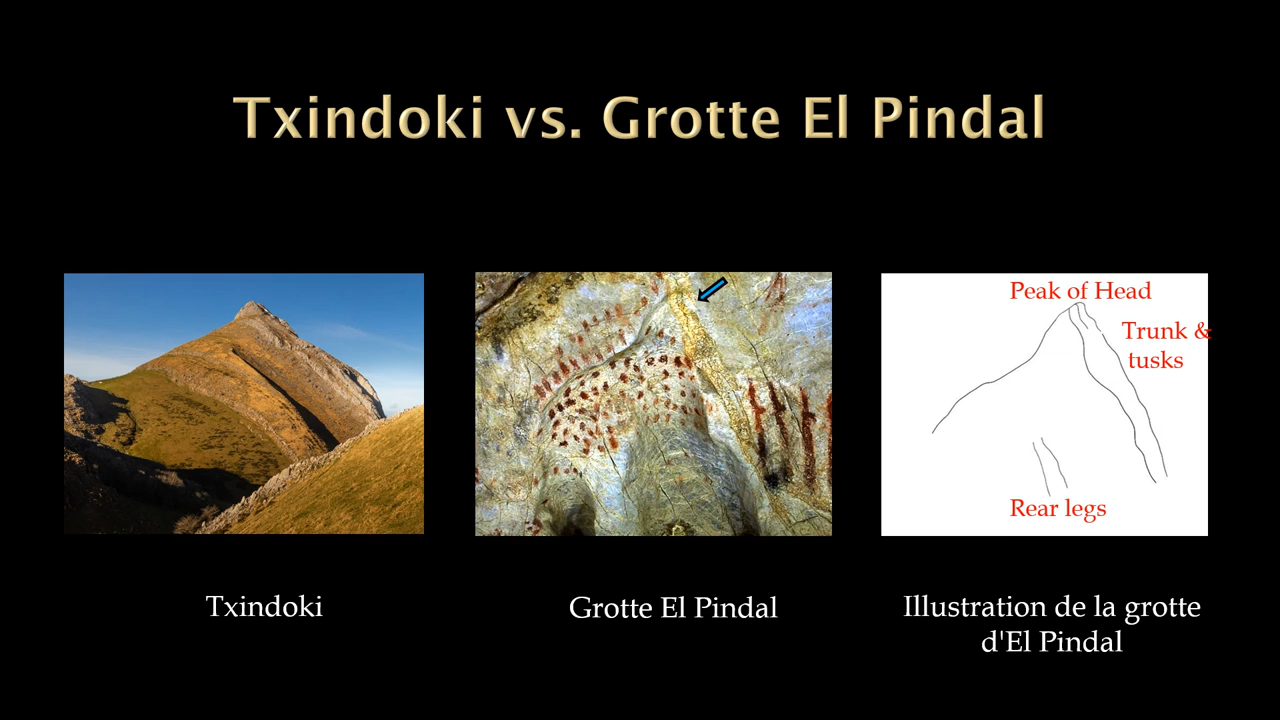 Txindoki vs. Grotte El Pindal
Peak of Head
Trunk &
tusks
Rear legs
Txindoki
Grotte El Pindal
Illustration de la grotte
d'El Pindal